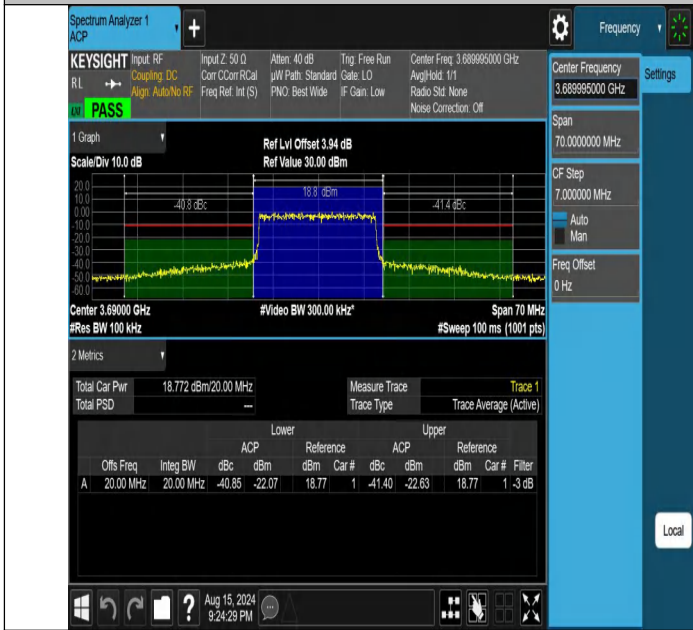 Spectrum Analyzer 1
ACP
Frequency
KEYSIGHT Input: RF Input Z: 50 Ω Atten: 40 dB Trig: Free Run Center Freq: 3.689995000 GHz
RL Coupling: DC Corr CCorr RCal µW Path: Standard Gate: LO Avg|Hold: 1/1
Align: Auto/No RF Freq Ref: Int (S) PNO: Best Wide IF Gain: Low Radio Std: None
PASS Noise Correction: Off
Center Frequency
3.689995000 GHz
Settings
Span
70.0000000 MHz
CF Step
7.000000 MHz
Auto
Man
Freq Offset
0 Hz
1 Graph
Ref Lvl Offset 3.94 dB
Scale/Div 10.0 dB Ref Value 30.00 dBm
20.0
10.0
0.00
-10.0
-20.0
-30.0
-40.0
-50.0
-60.0
-40.8 dBc 18.8 dBm -41.4 dBc
Center 3.69000 GHz #Video BW 300.00 kHz* Span 70 MHz
#Res BW 100 kHz #Sweep 100 ms (1001 pts)
2 Metrics
Total Car Pwr 18.772 dBm/20.00 MHz Measure Trace Trace 1
Total PSD --- Trace Type Trace Average (Active)
Lower Upper
ACP Reference ACP Reference
Offs Freq Integ BW dBc dBm dBm Car # dBc dBm dBm Car # Filter
A 20.00 MHz 20.00 MHz -40.85 -22.07 18.77 1 -41.40 -22.63 18.77 1 -3 dB
Local
Aug 15, 2024
9:24:29 PM